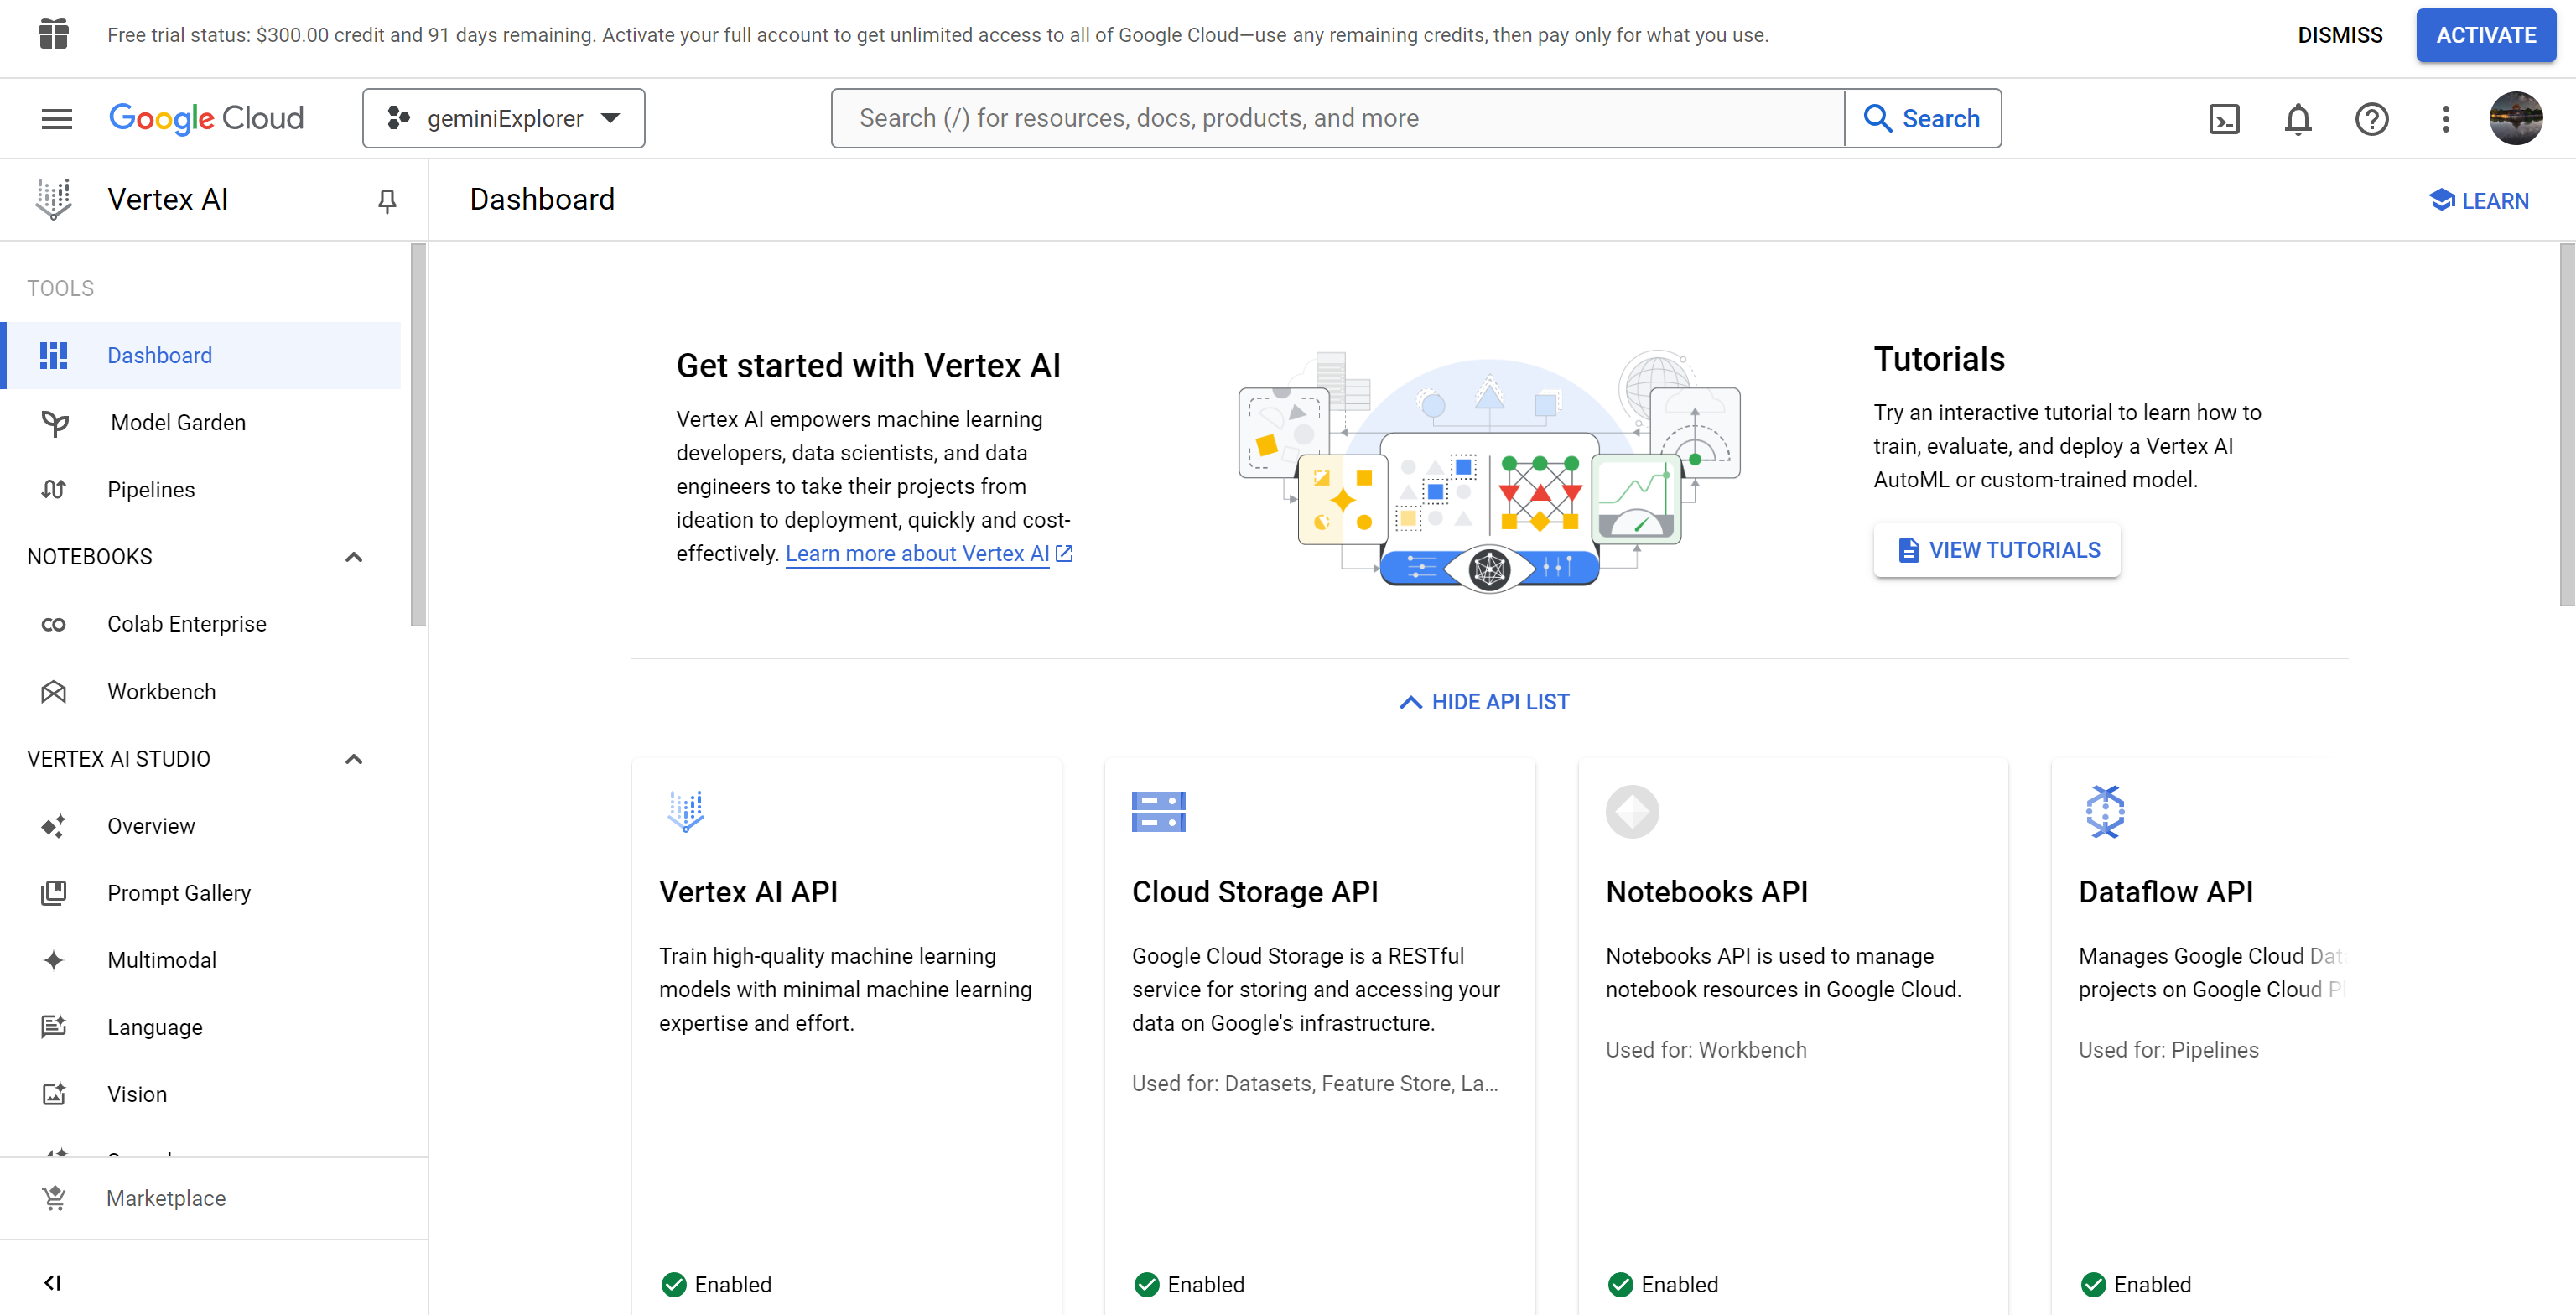 Free trial status: $300.00 credit and 91 days remaining. Activate your full account to get unlimited access to all of Google Cloud—use any remaining credits, then pay only for what you use.
DISMISS
ACTIVATE
Google Cloud
geminiExplorer
Search (/) for resources, docs, products, and more
Search
Vertex AI
Dashboard
LEARN
TOOLS
Dashboard
Model Garden
Pipelines
NOTEBOOKS
Colab Enterprise
Workbench
VERTEX AI STUDIO
Overview
Prompt Gallery
Multimodal
Language
Vision
Marketplace
Get started with Vertex AI
Vertex AI empowers machine learning
developers, data scientists, and data
engineers to take their projects from
ideation to deployment, quickly and cost-
effectively. Learn more about Vertex AI
Tutorials
Try an interactive tutorial to learn how to
train, evaluate, and deploy a Vertex AI
AutoML or custom-trained model.
VIEW TUTORIALS
HIDE API LIST
Vertex AI API
Train high-quality machine learning
models with minimal machine learning
expertise and effort.
Enabled
Cloud Storage API
Google Cloud Storage is a RESTful
service for storing and accessing your
data on Google's infrastructure.
Used for: Datasets, Feature Store, La...
Enabled
Notebooks API
Notebooks API is used to manage
notebook resources in Google Cloud.
Used for: Workbench
Enabled
Dataflow API
Manages Google Cloud Dat
projects on Google Cloud Pl
Used for: Pipelines
Enabled